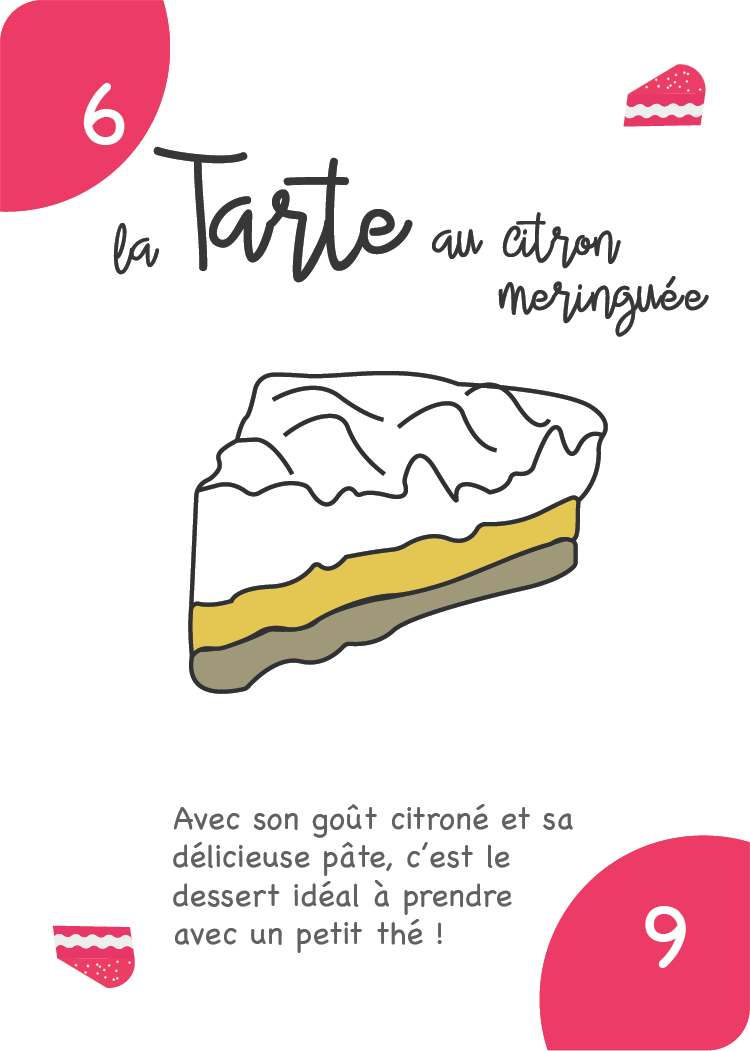 6
la Tarte au citron
meringuée
Avec son goût citroné et sa
délicieuse pâte, c'est le
dessert idéal à prendre
avec un petit thé !
9